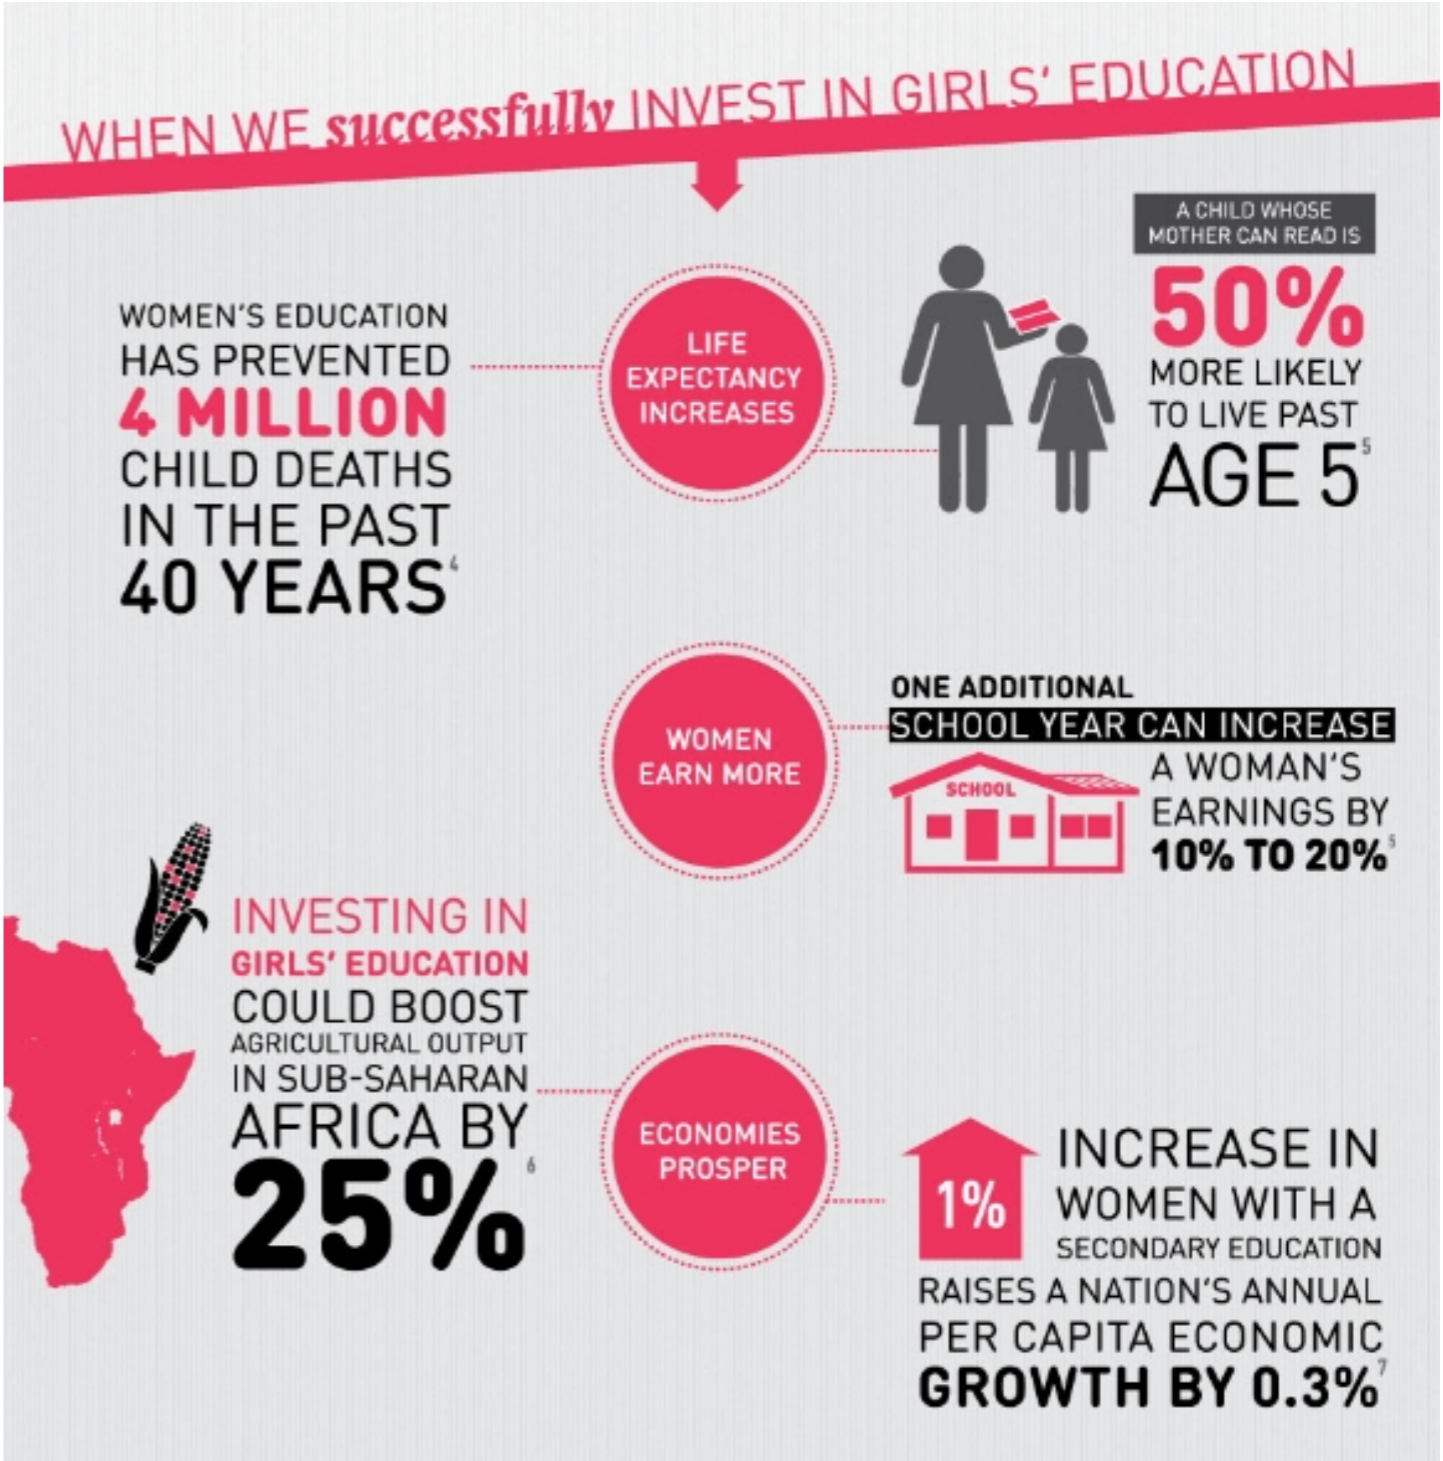 WHEN WE successfully INVEST IN GIRLS' EDUCATION
WOMEN'S EDUCATION
HAS PREVENTED
4 MILLION
CHILD DEATHS
IN THE PAST
40 YEARS4
LIFE
EXPECTANCY
INCREASES
A CHILD WHOSE
MOTHER CAN READ IS
50%
MORE LIKELY
TO LIVE PAST
AGE 55
WOMEN
EARN MORE
ONE ADDITIONAL
SCHOOL YEAR CAN INCREASE
SCHOOL
A WOMAN'S
EARNINGS BY
10% TO 20%5
INVESTING IN
GIRLS' EDUCATION
COULD BOOST
AGRICULTURAL OUTPUT
IN SUB-SAHARAN
AFRICA BY
25%6
ECONOMIES
PROSPER
1%
INCREASE IN
WOMEN WITH A
SECONDARY EDUCATION
RAISES A NATION'S ANNUAL
PER CAPITA ECONOMIC
GROWTH BY 0.3%7